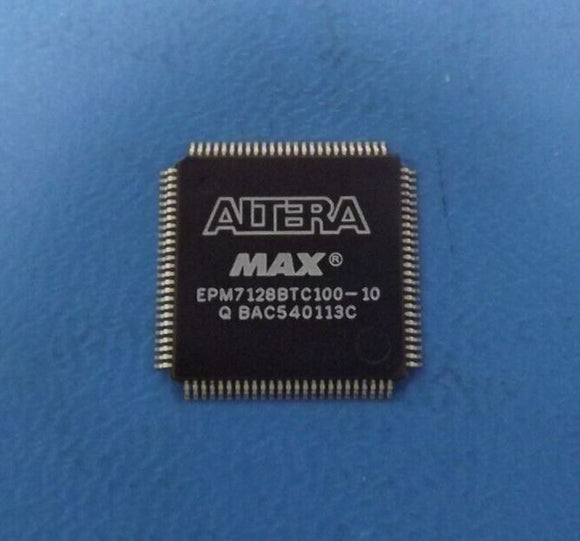 ALTERA
MAX®
EPM7128BTC100-10
Q BAC540113C